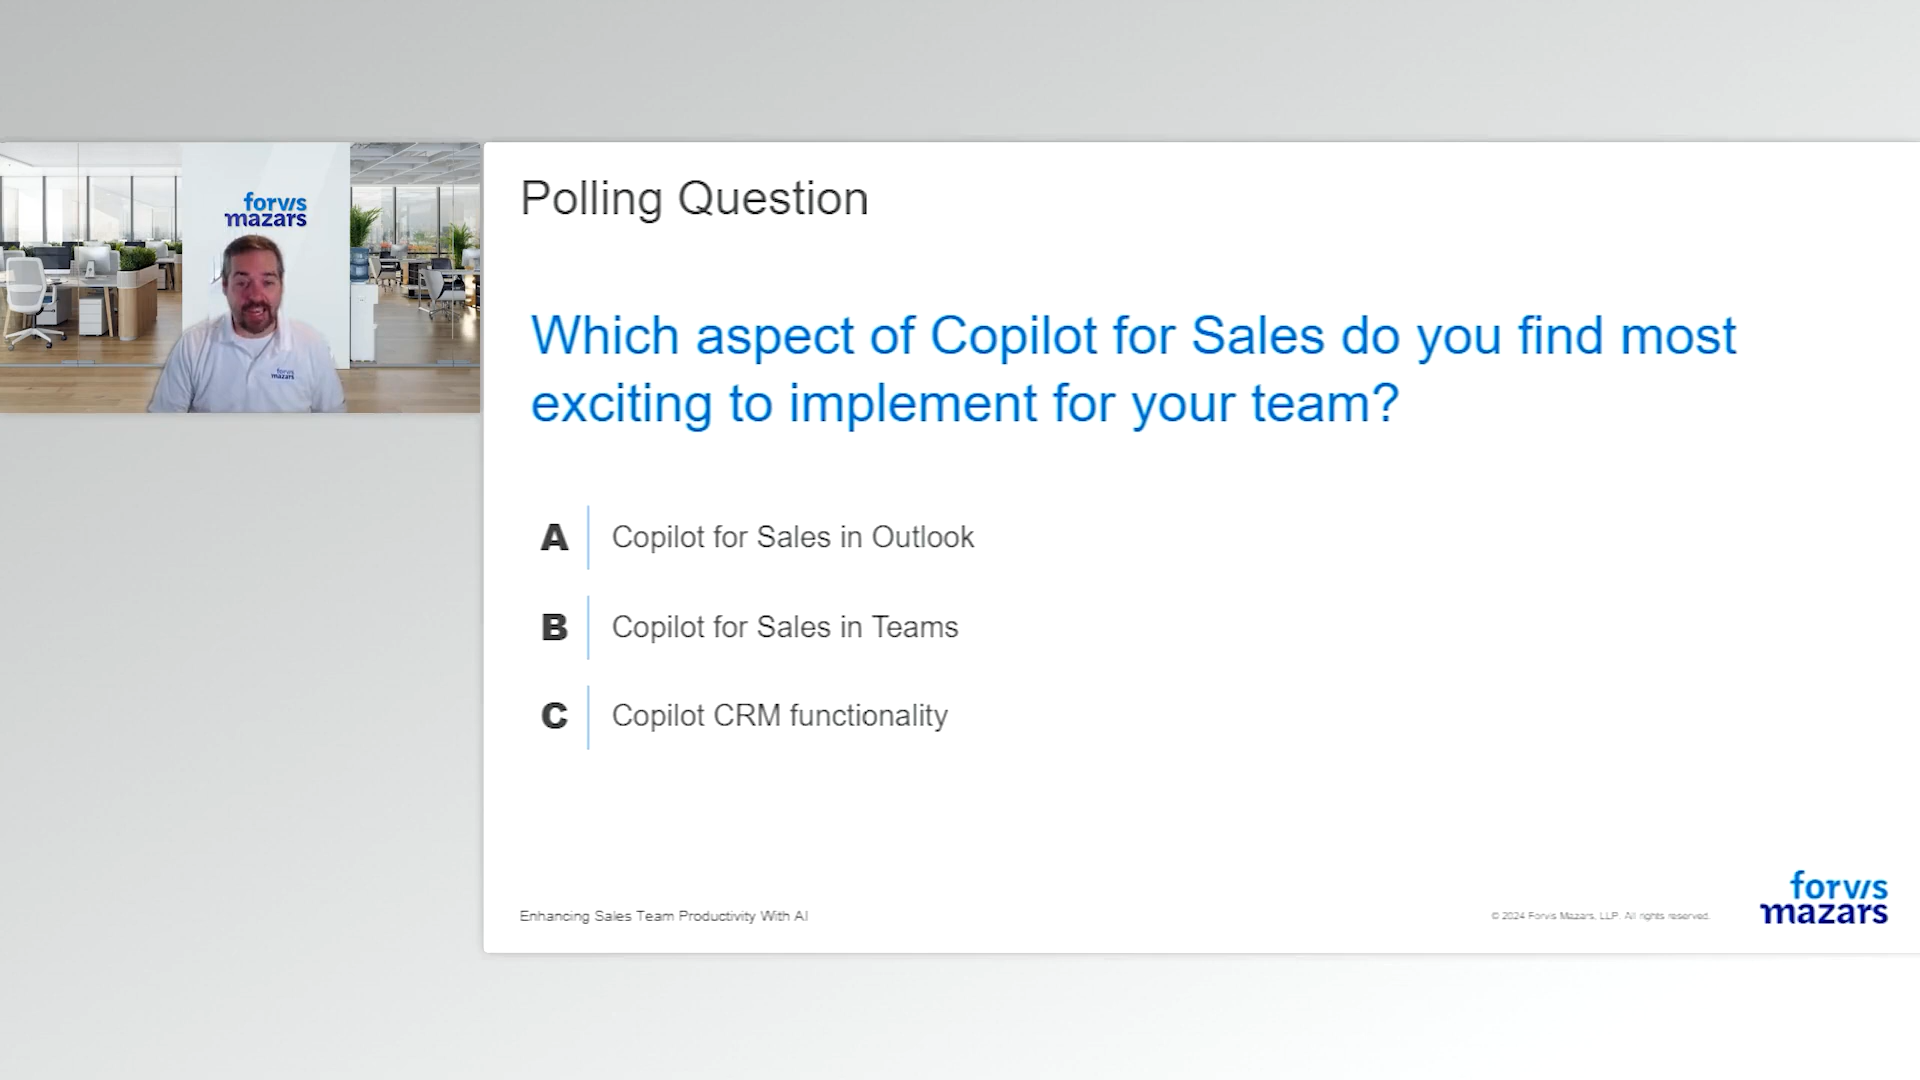 forvis
mazars
forvis
mazars
Polling Question
Which aspect of Copilot for Sales do you find most
exciting to implement for your team?
A Copilot for Sales in Outlook
B Copilot for Sales in Teams
C Copilot CRM functionality
Enhancing Sales Team Productivity With AI
© 2024 Forvis Mazars, LLP. All rights reserved.
forvis
mazars